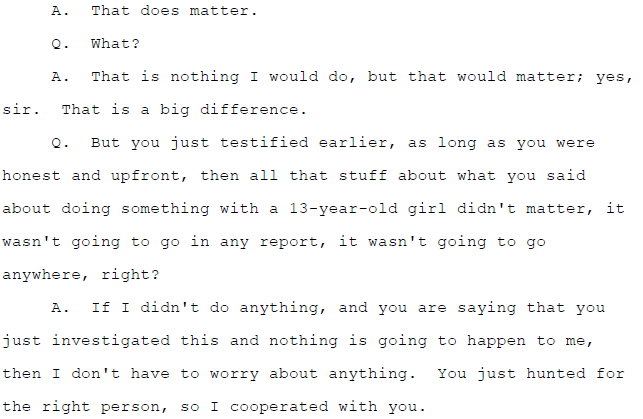 A. That does matter.
Q. What?
A. That is nothing I would do, but that would matter; yes,
sir. That is a big difference.
Q. But you just testified earlier, as long as you were
honest and upfront, then all that stuff about what you said
about doing something with a 13-year-old girl didn't matter, it
wasn't going to go in any report, it wasn't going to go
anywhere, right?
A. If I didn't do anything, and you are saying that you
just investigated this and nothing is going to happen to me,
then I don't have to worry about anything. You just hunted for
the right person, so I cooperated with you.